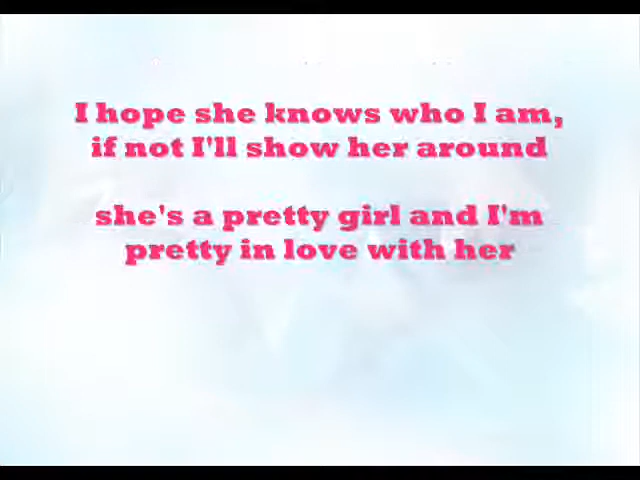 I hope she knows who I am,
if not I'll show her around
she's a pretty girl and I'm
pretty in love with her